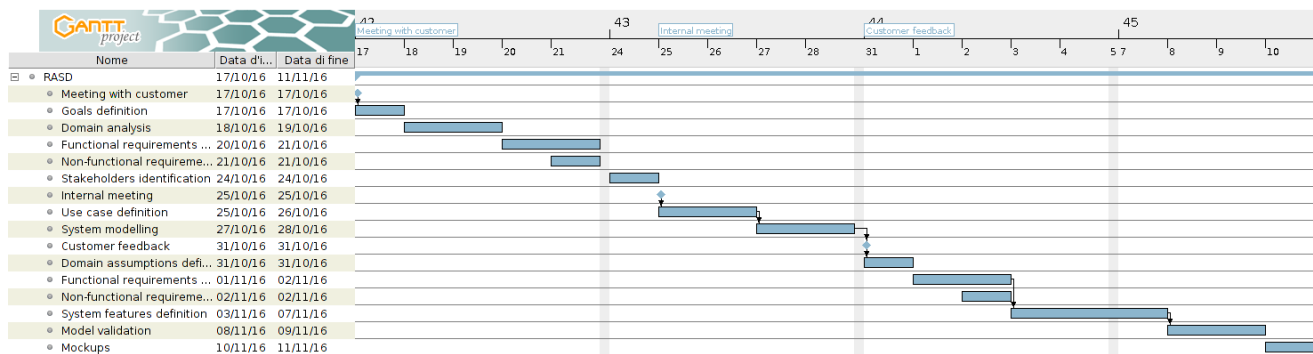 GANTT
project
42 43 44 45
Meeting with customer Internal meeting Customer feedback
17 18 19 20 21 24 25 26 27 28 31 1 2 3 4 5 7 8 9 10
Nome Data d'i... Data di fine
RASD 17/10/16 11/11/16
Meeting with customer 17/10/16 17/10/16
Goals definition 17/10/16 17/10/16
Domain analysis 18/10/16 19/10/16
Functional requirements ... 20/10/16 21/10/16
Non-functional requireme... 21/10/16 21/10/16
Stakeholders identification 24/10/16 24/10/16
Internal meeting 25/10/16 25/10/16
Use case definition 25/10/16 26/10/16
System modelling 27/10/16 28/10/16
Customer feedback 31/10/16 31/10/16
Domain assumptions defi... 31/10/16 31/10/16
Functional requirements ... 01/11/16 02/11/16
Non-functional requireme... 02/11/16 02/11/16
System features definition 03/11/16 07/11/16
Model validation 08/11/16 09/11/16
Mockups 10/11/16 11/11/16